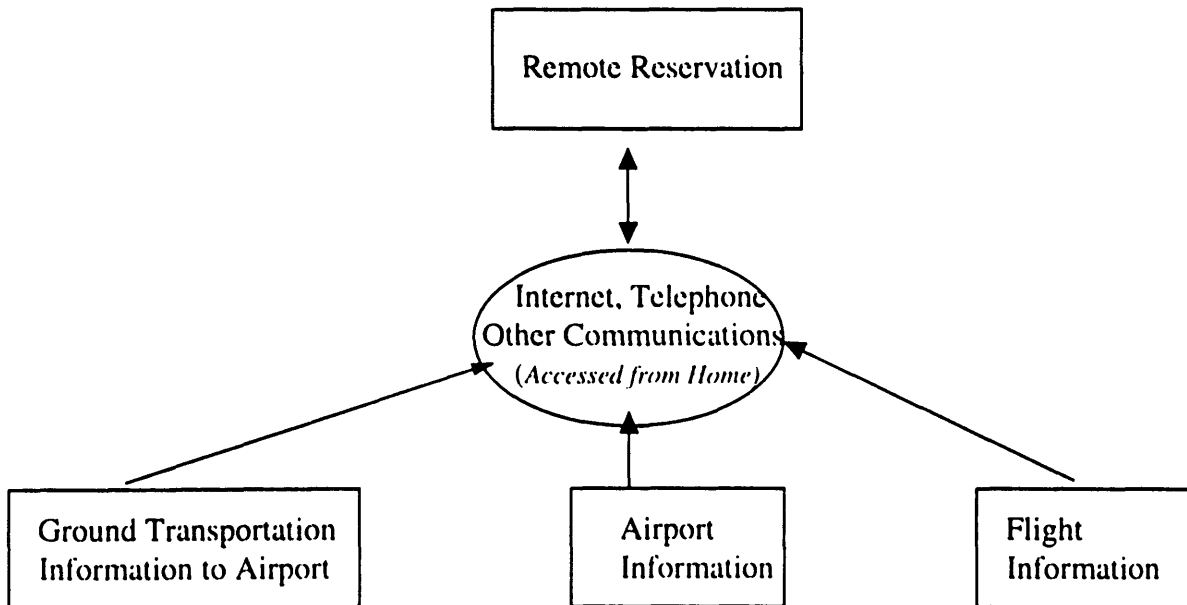 Remote Reservation
Internet, Telephone
Other Communications
(Accessed from Home)
Ground Transportation
Information to Airport
Airport
Information
Flight
Information